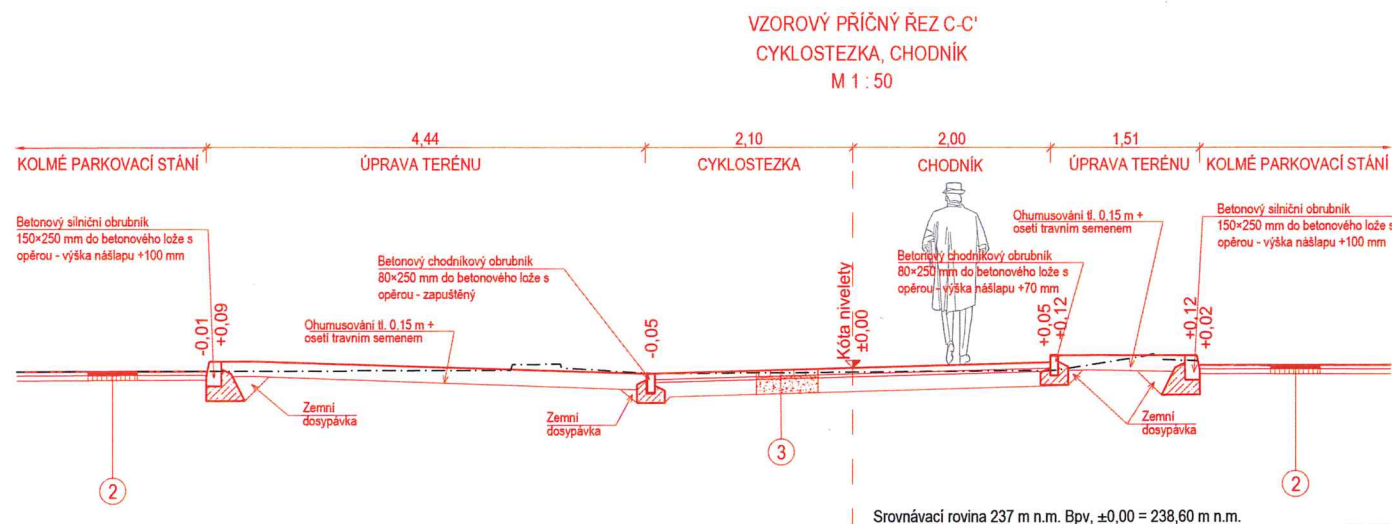 VZOROVÝ PŘÍČNÝ ŘEZ C-C'
CYKLOSTEZKA, CHODNÍK
M 1 : 50
4,44
2,10
2,00
1,51
KOLMÉ PARKOVACÍ STÁNÍ
ÚPRAVA TERÉNU
CYKLOSTEZKA
CHODNÍK
ÚPRAVA TERÉNU
KOLMÉ PARKOVACÍ STÁNÍ
Betonový silniční obrubník
150×250 mm do betonového lože s
opěrou - výška nášlapu +100 mm
Betonový chodníkový obrubník
80×250 mm do betonového lože s
opěrou - zapuštěný
Betonový chodníkový obrubník
80×250 mm do betonového lože s
opěrou - výška nášlapu +70 mm
Ohumusování tl. 0,15 m +
osetí travním semenem
Betonový silniční obrubník
150×250 mm do betonového lože s
opěrou - výška nášlapu +100 mm
-0,01
+0,09
Ohumusování tl. 0,15 m +
osetí travním semenem
-0,05
Kóta nivelety
±0,00
+0,05
+0,12
+0,12
+0,02
Zemní
dosypávka
Zemní
dosypávka
Zemní
dosypávka
2
3
2
Srovnávací rovina 237 m n.m. Bpv, ±0,00 = 238,60 m n.m.